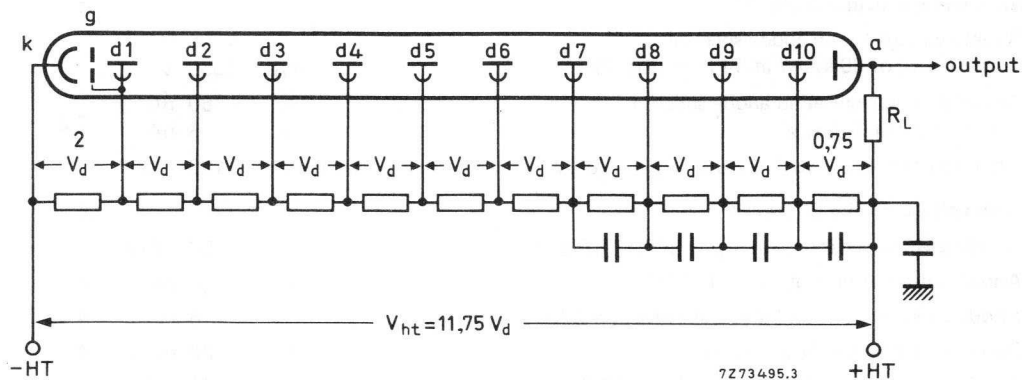 g
k d1 d2 d3 d4 d5 d6 d7 d8 d9 d10 a
output
R_L
2 0,75
V_d V_d V_d V_d V_d V_d V_d V_d V_d V_d V_d
V_ht = 11,75 V_d
-HT 7Z73495.3 +HT